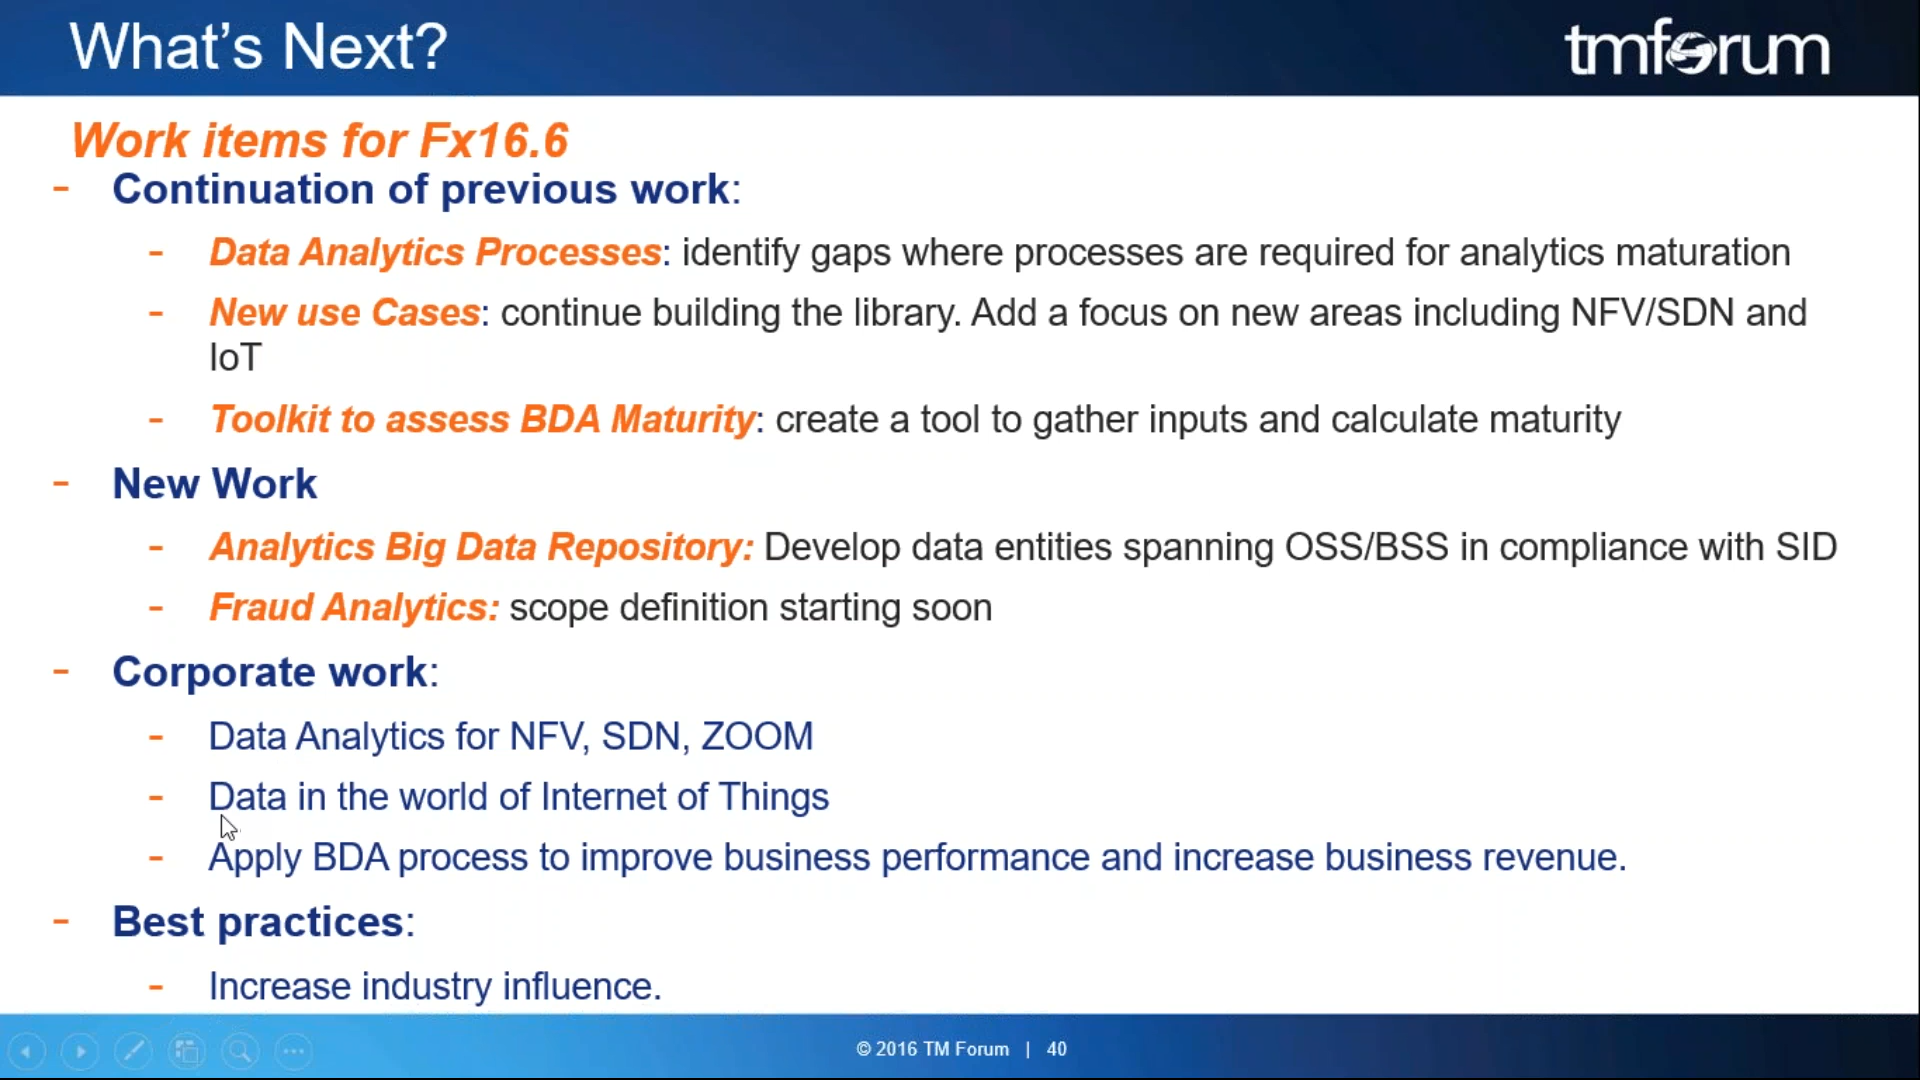 What's Next?
tmforum
Work items for Fx16.6
- Continuation of previous work:
- Data Analytics Processes: identify gaps where processes are required for analytics maturation
- New use Cases: continue building the library. Add a focus on new areas including NFV/SDN and
IoT
- Toolkit to assess BDA Maturity: create a tool to gather inputs and calculate maturity
- New Work
- Analytics Big Data Repository: Develop data entities spanning OSS/BSS in compliance with SID
- Fraud Analytics: scope definition starting soon
- Corporate work:
- Data Analytics for NFV, SDN, ZOOM
- Data in the world of Internet of Things
- Apply BDA process to improve business performance and increase business revenue.
- Best practices:
- Increase industry influence.
© 2016 TM Forum | 40